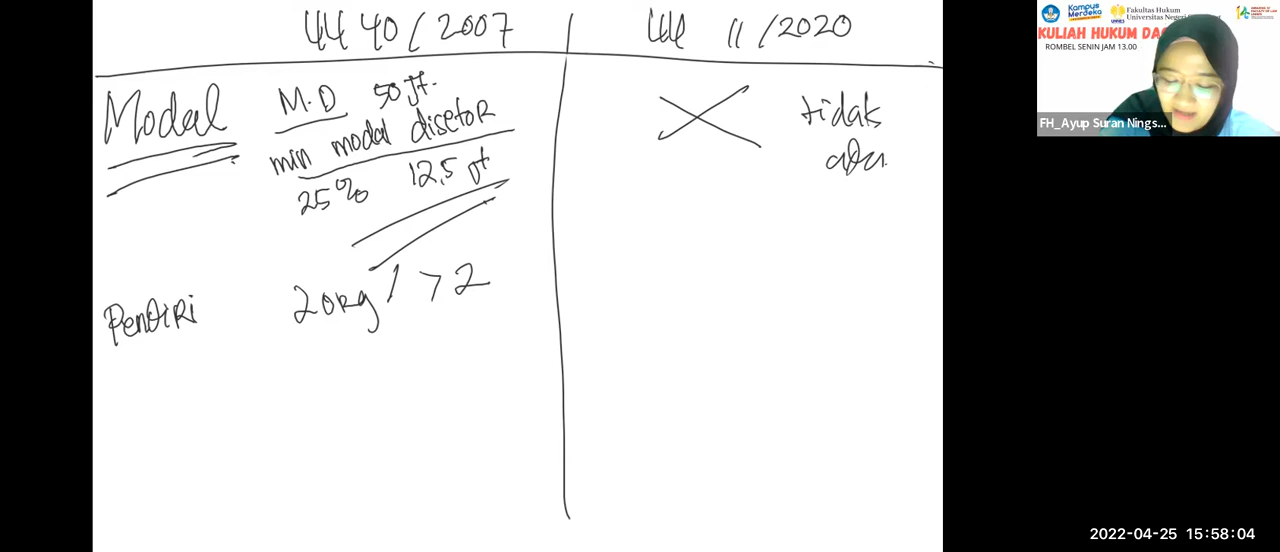 UU 40/2007
UU 11/2020
Modal
M.D 50 jt.
min modal disetor
25% 12,5 jt
tidak
ada
Pendiri
2 org / >2
Kampus
Merdeka
UNNES
Fakultas Hukum
Universitas Negeri
KULIAH HUKUM DA
ROMBEL SENIN JAM 13.00
FH_Ayup Suran Nings...
2022-04-25 15:58:04